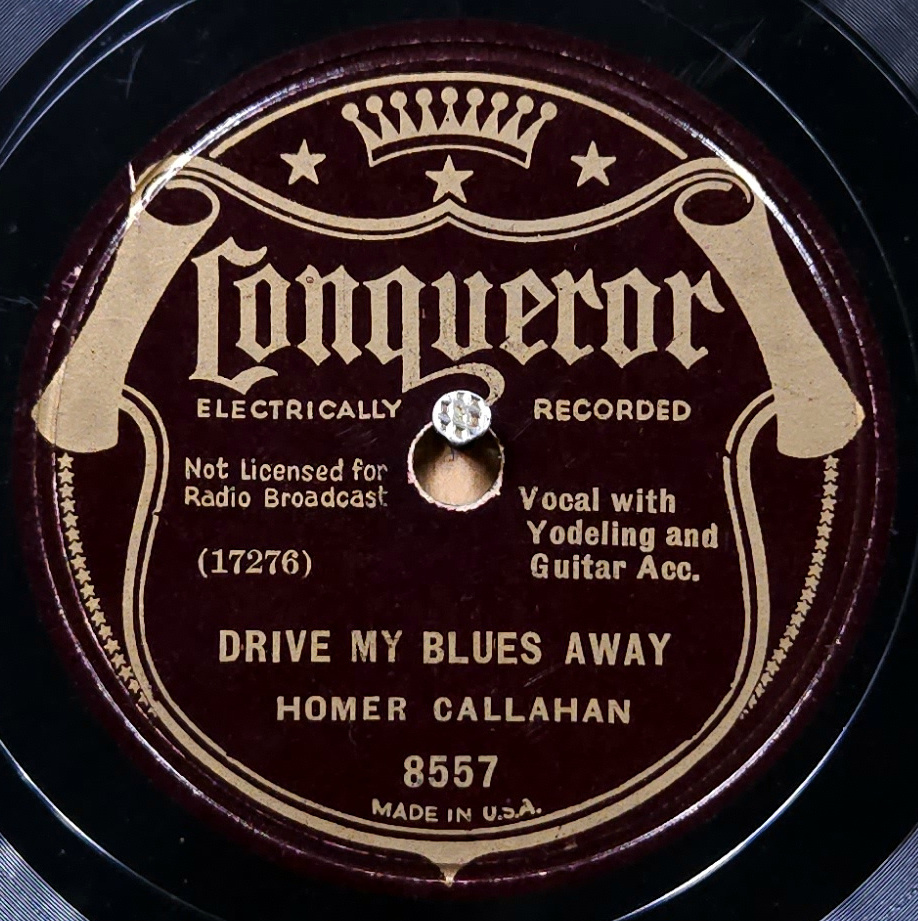 Conqueror
ELECTRICALLY RECORDED
Not Licensed for
Radio Broadcast
(17276)
Vocal with
Yodeling and
Guitar Acc.
DRIVE MY BLUES AWAY
HOMER CALLAHAN
8557
MADE IN U.S.A.